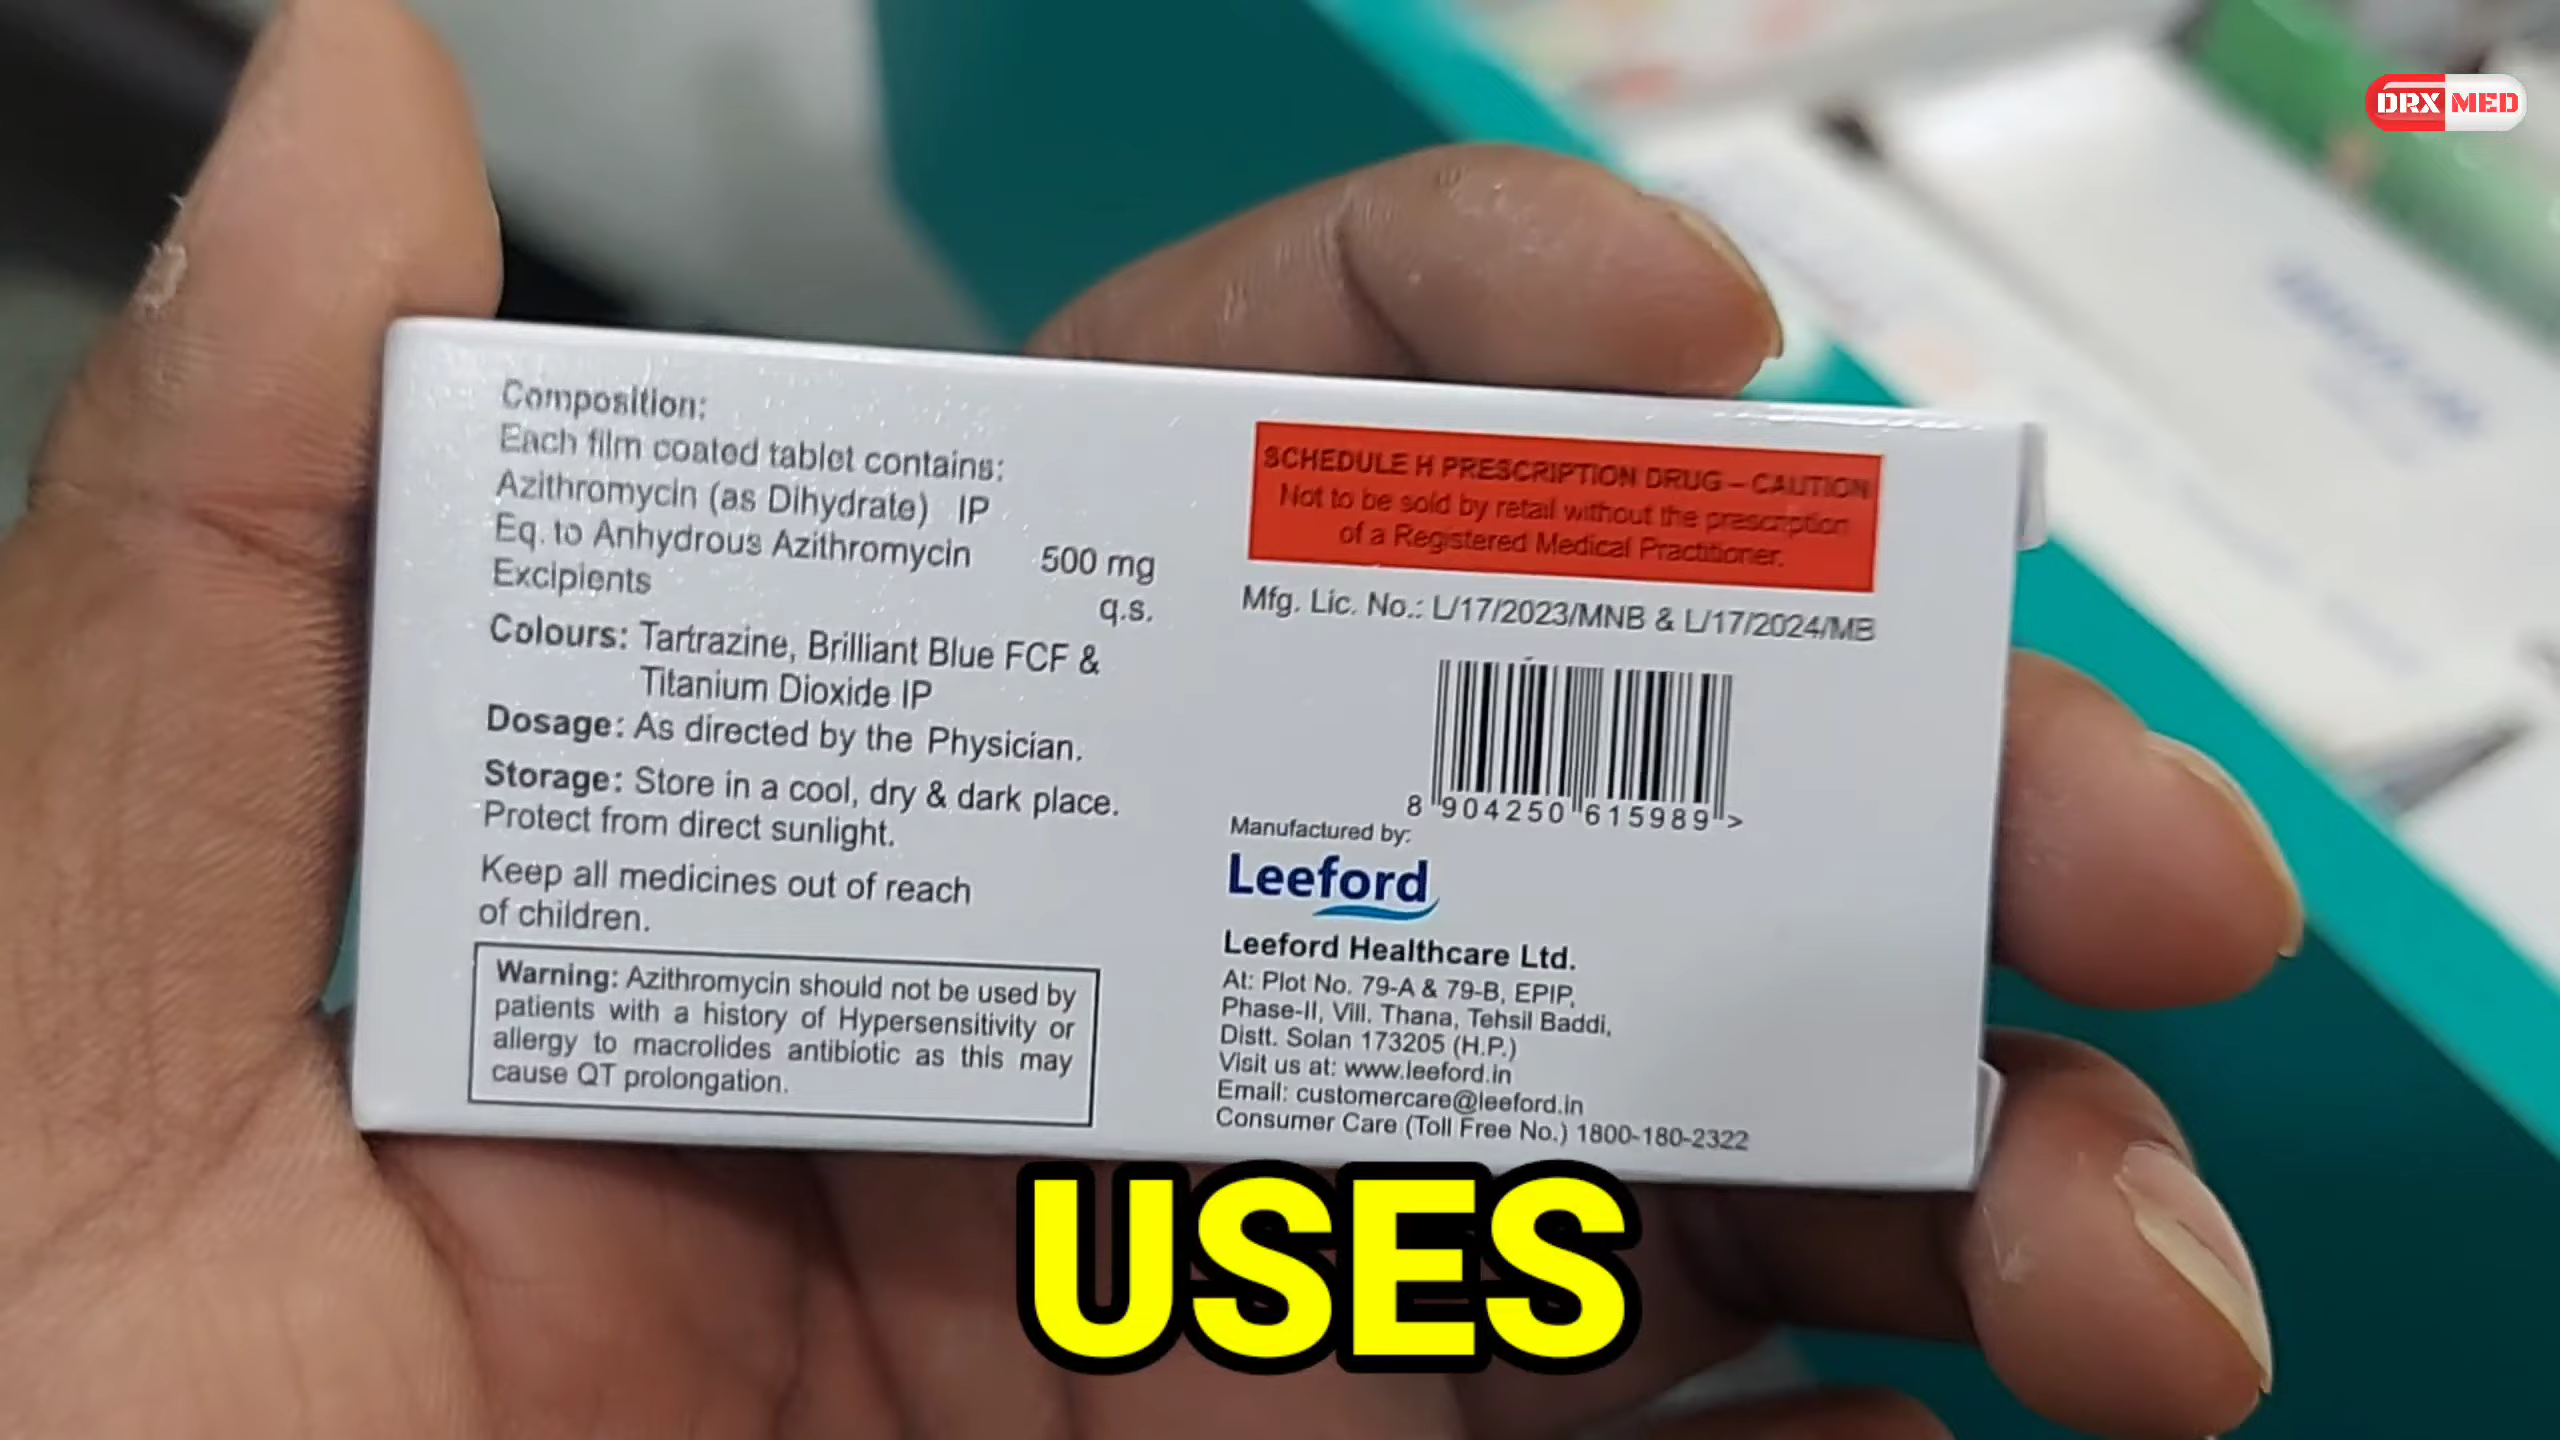 DRX MED
Composition:
Each film coated tablet contains:
Azithromycin (as Dihydrate) IP
Eq. to Anhydrous Azithromycin 500 mg
Excipients q.s.
Colours: Tartrazine, Brilliant Blue FCF &
Titanium Dioxide IP
Dosage: As directed by the Physician.
Storage: Store in a cool, dry & dark place.
Protect from direct sunlight.
Keep all medicines out of reach
of children.
Warning: Azithromycin should not be used by
patients with a history of Hypersensitivity or
allergy to macrolides antibiotic as this may
cause QT prolongation.
SCHEDULE H PRESCRIPTION DRUG – CAUTION
Not to be sold by retail without the prescription
of a Registered Medical Practitioner.
Mfg. Lic. No.: L/17/2023/MNB & L/17/2024/MB
8 904250 615989 >
Manufactured by:
Leeford
Leeford Healthcare Ltd.
At: Plot No. 79-A & 79-B, EPIP,
Phase-II, Vill. Thana, Tehsil Baddi,
Distt. Solan 173205 (H.P.)
Visit us at: www.leeford.in
Email: customercare@leeford.in
Consumer Care (Toll Free No.) 1800-180-2322
USES